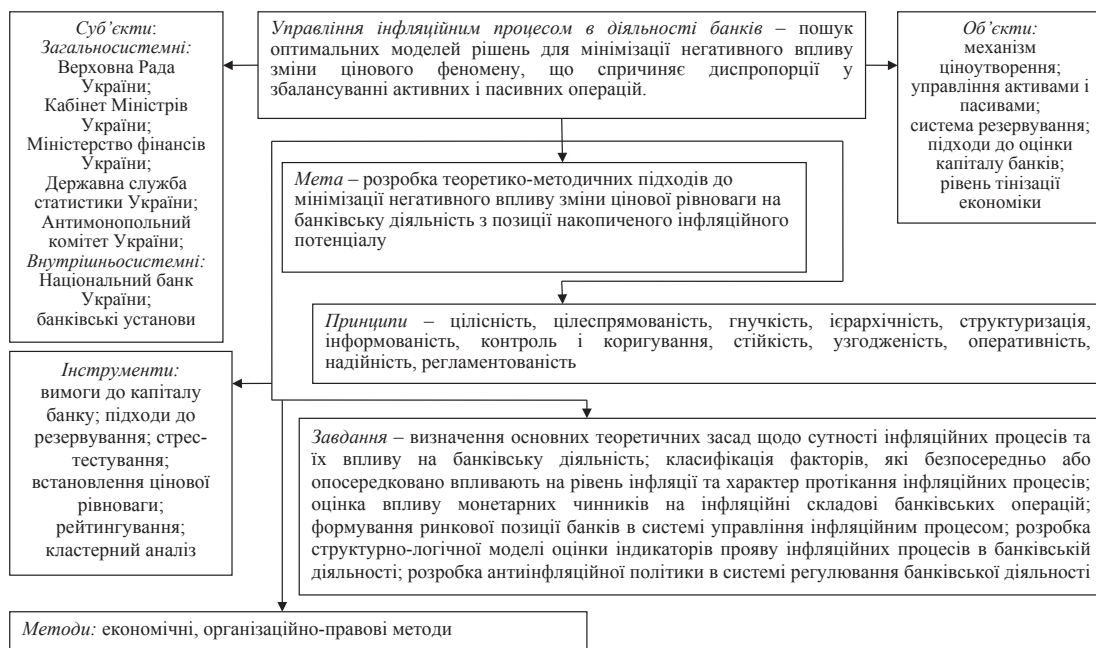 Суб’єкти:
Загальносистемні:
Верховна Рада
України;
Кабінет Міністрів
України;
Міністерство фінансів
України;
Державна служба
статистики України;
Антимонопольний
комітет України;
Внутрішньосистемні:
Національний банк
України;
банківські установи
Управління інфляційним процесом в діяльності банків – пошук
оптимальних моделей рішень для мінімізації негативного впливу
зміни цінового феномену, що спричиняє диспропорції у
збалансуванні активних і пасивних операцій.
Об’єкти:
механізм
ціноутворення;
управління активами і
пасивами;
система резервування;
підходи до оцінки
капіталу банків;
рівень тінізації
економіки
Мета – розробка теоретико-методичних підходів до
мінімізації негативного впливу зміни цінової рівноваги на
банківську діяльність з позиції накопиченого інфляційного
потенціалу
Принципи – цілісність, цілеспрямованість, гнучкість, ієрархічність, структуризація,
інформованість, контроль і коригування, стійкість, узгодженість, оперативність,
надійність, регламентованість
Інструменти:
вимоги до капіталу
банку; підходи до
резервування; стрес-
тестування;
встановлення цінової
рівноваги;
рейтингування;
кластерний аналіз
Завдання – визначення основних теоретичних засад щодо сутності інфляційних процесів та
їх впливу на банківську діяльність; класифікація факторів, які безпосередньо або
опосередковано впливають на рівень інфляції та характер протікання інфляційних процесів;
оцінка впливу монетарних чинників на інфляційні складові банківських операцій;
формування ринкової позиції банків в системі управління інфляційним процесом; розробка
структурно-логічної моделі оцінки індикаторів прояву інфляційних процесів в банківській
діяльності; розробка антиінфляційної політики в системі регулювання банківської діяльності
Методи: економічні, організаційно-правові методи